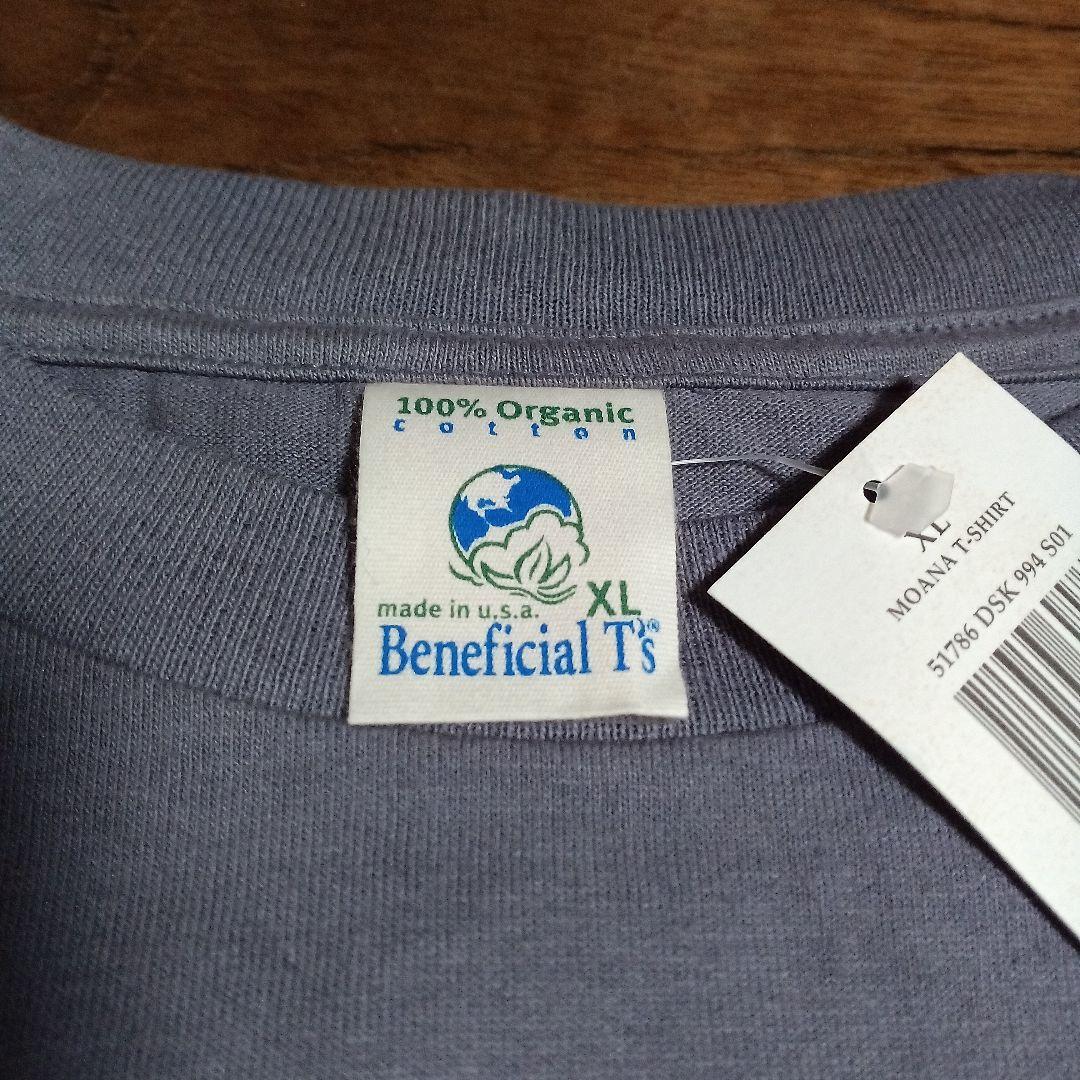 100% Organic
cotton
made in u.s.a. XL
Beneficial T's®
XL
MOANA T-SHIRT
51786 DSK 994 S01